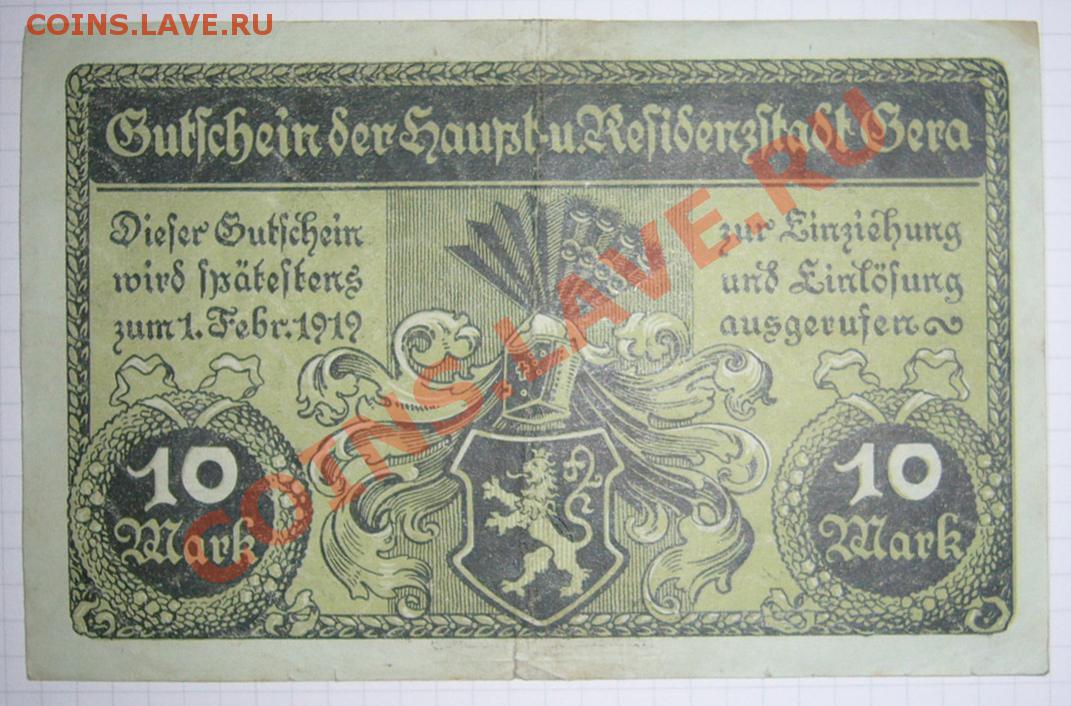 COINS.LAVE.RU
Gutschein der Haupt- u. Residenzstadt Gera
Dieser Gutschein
wird spätestens
zum 1. Febr. 1919
zur Einziehung
und Einlösung
ausgerufen
10
Mark
10
Mark
COINS.LAVE.RU